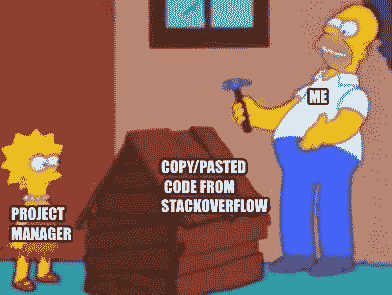 ME
COPY/PASTED
CODE FROM
STACKOVERFLOW
PROJECT
MANAGER